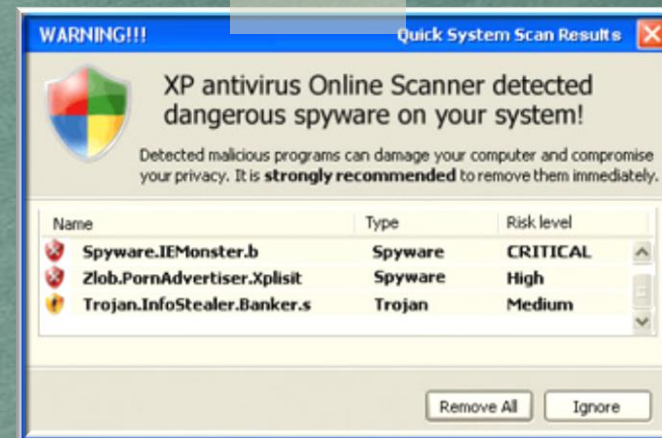 WARNING!!! Quick System Scan Results
XP antivirus Online Scanner detected
dangerous spyware on your system!
Detected malicious programs can damage your computer and compromise
your privacy. It is strongly recommended to remove them immediately.
Name Type Risk level
Spyware.IEMonster.b Spyware CRITICAL
Zlob.PornAdvertiser.Xplisit Spyware High
Trojan.InfoStealer.Banker.s Trojan Medium
Remove All Ignore